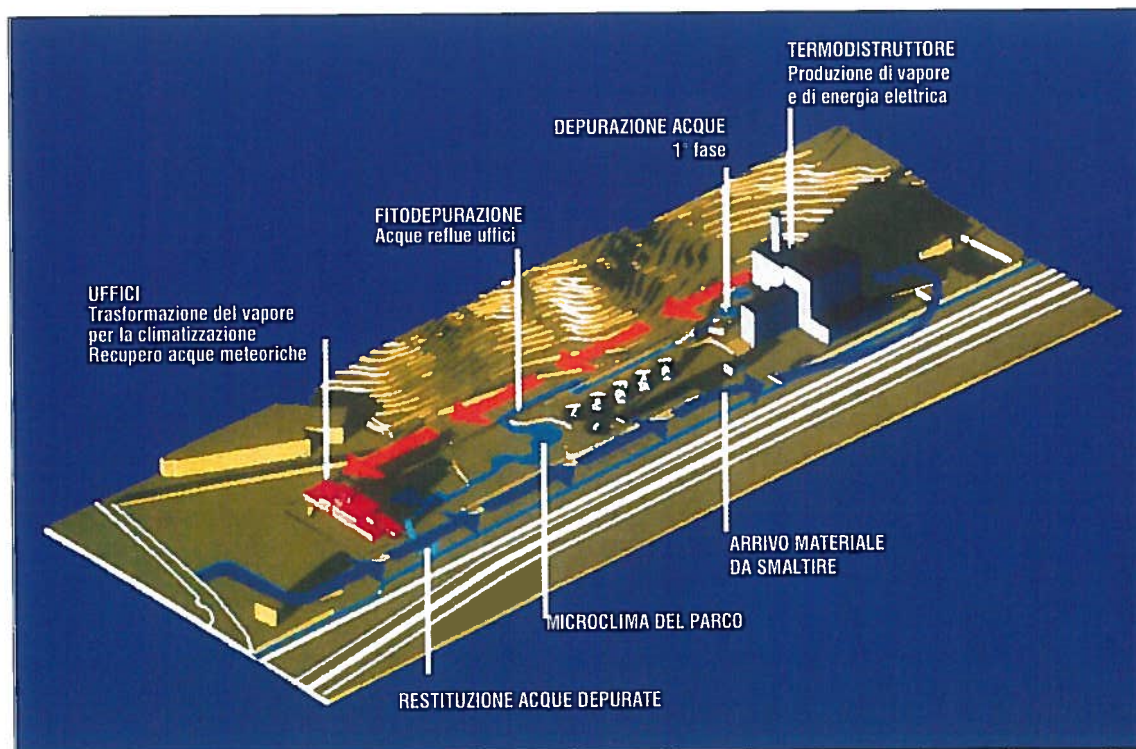 TERMODISTRUTTORE
Produzione di vapore
e di energia elettrica
DEPURAZIONE ACQUE
1° fase
FITODEPURAZIONE
Acque reflue uffici
UFFICI
Trasformazione del vapore
per la climatizzazione
Recupero acque meteoriche
ARRIVO MATERIALE
DA SMALTIRE
MICROCLIMA DEL PARCO
RESTITUZIONE ACQUE DEPURATE